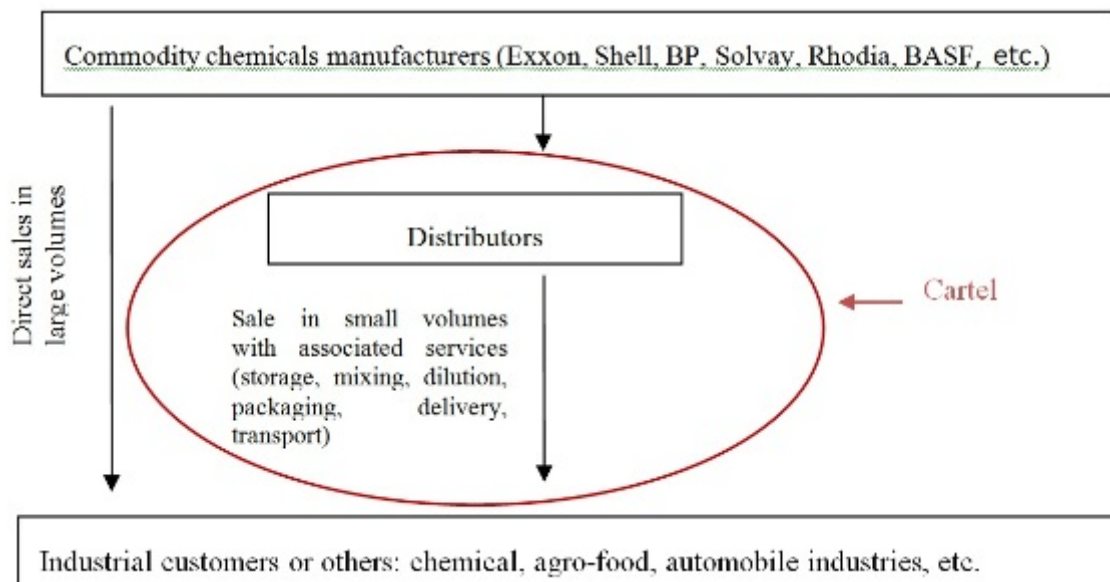 Commodity chemicals manufacturers (Exxon, Shell, BP, Solvay, Rhodia, BASF, etc.)
Direct sales in
large volumes
Distributors
Sale in small volumes
with associated services
(storage, mixing, dilution,
packaging, delivery,
transport)
Cartel
Industrial customers or others: chemical, agro-food, automobile industries, etc.